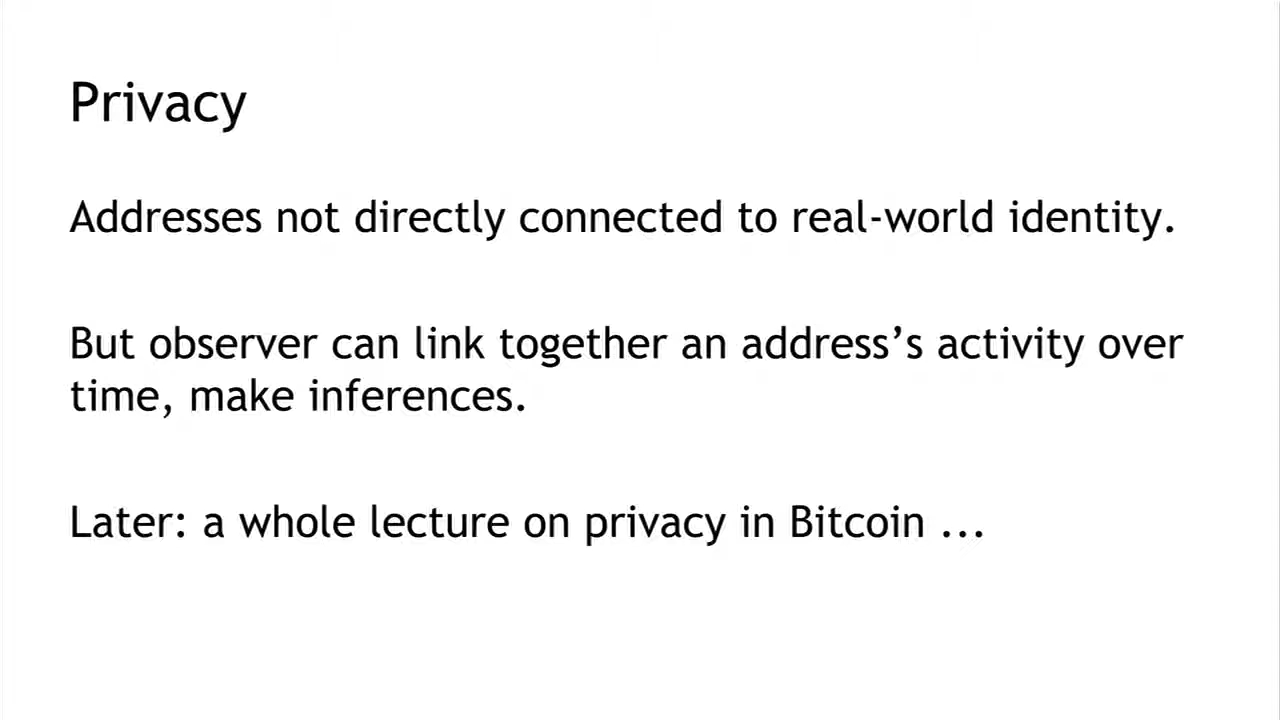 Privacy
Addresses not directly connected to real-world identity.
But observer can link together an address’s activity over
time, make inferences.
Later: a whole lecture on privacy in Bitcoin ...